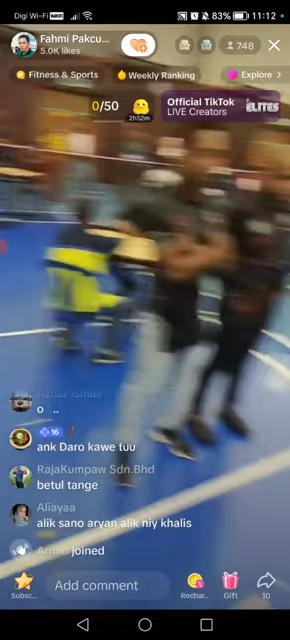 Digi Wi-Fi
83%
11:12
Fahmi Pakcu...
5.0K likes
748
Fitness & Sports
Weekly Ranking
Explore >
0/50
2h52m
Official TikTok
LIVE Creators
ELITES
o ..
16
ank Daro kawe tuu
RajaKumpaw Sdn.Bhd
betul tange
Aliayaa
alik sano aryan alik niy khalis
joined
Subsc...
Add comment
Rechar..
Gift
10